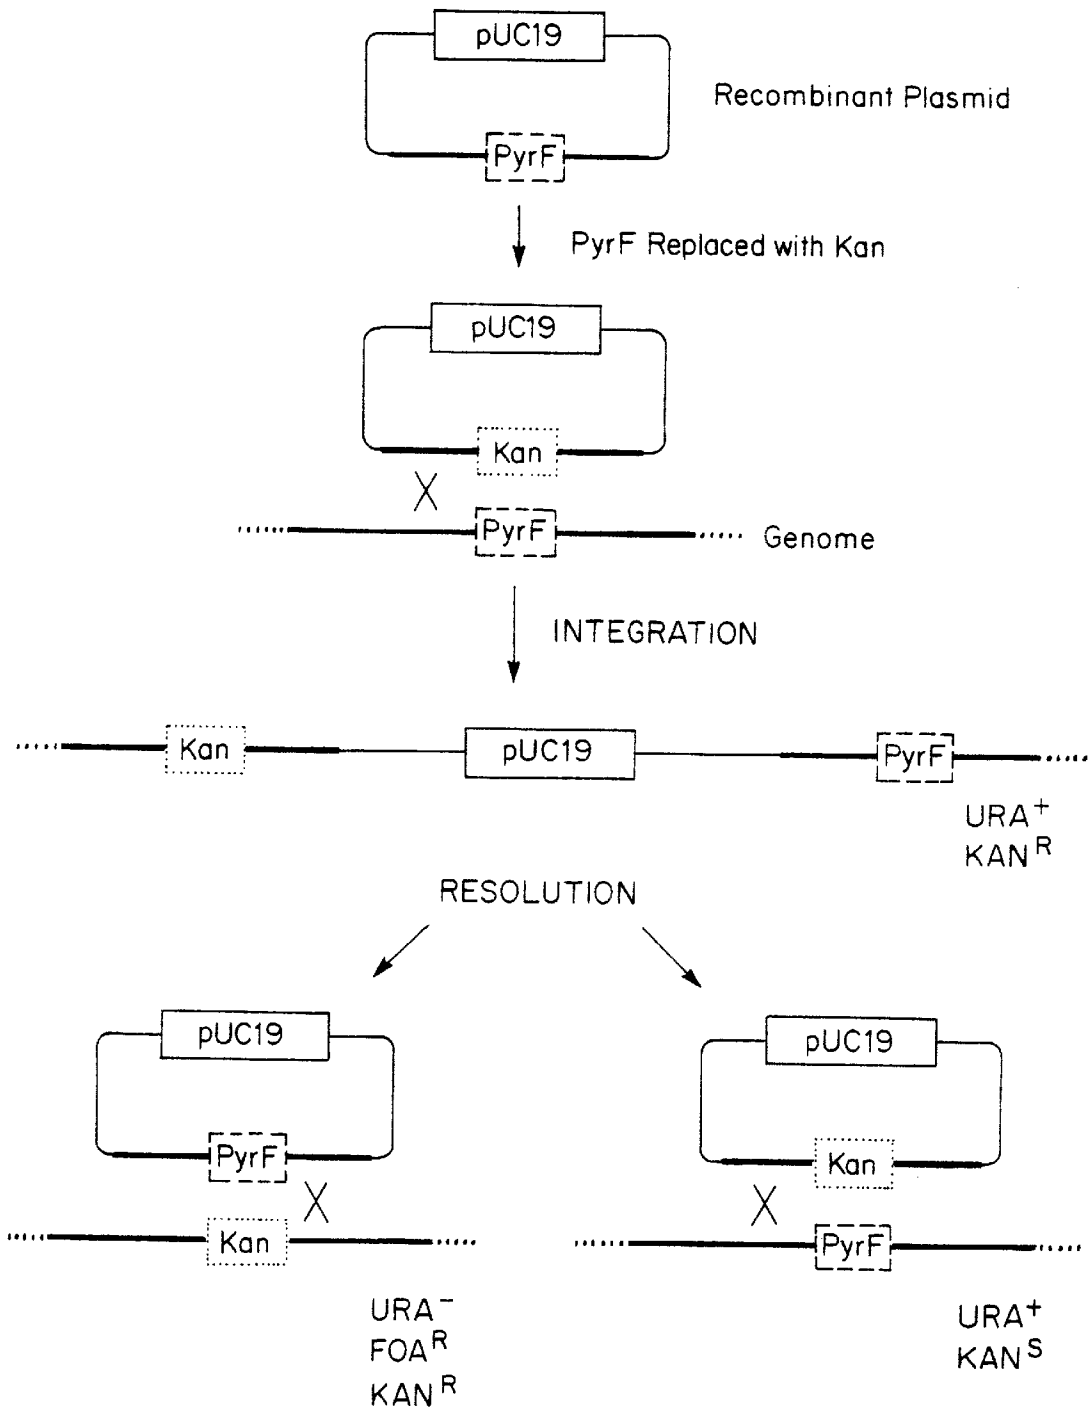 pUC19
Recombinant Plasmid
PyrF
PyrF Replaced with Kan
pUC19
Kan
X
PyrF
Genome
INTEGRATION
Kan
pUC19
PyrF
URA+
KANR
RESOLUTION
pUC19
pUC19
PyrF
Kan
X
X
Kan
PyrF
URA-
FOAR
KANR
URA+
KANS